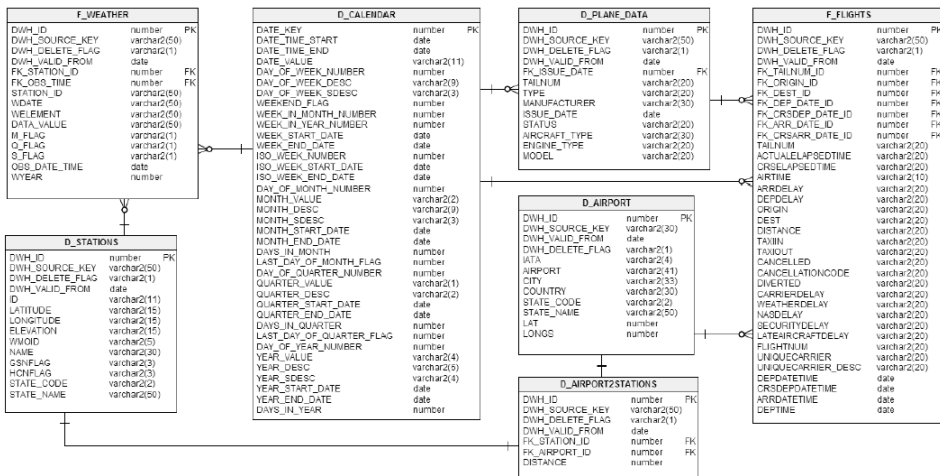 F_WEATHER
DWH_ID number PK
DWH_SOURCE_KEY varchar2(50)
DWH_DELETE_FLAG varchar2(1)
DWH_VALID_FROM date
FK_STATION_ID number FK
FK_OBS_TIME number FK
STATION_ID varchar2(50)
WDATE varchar2(50)
WELEMENT varchar2(50)
DATA_VALUE varchar2(50)
M_FLAG varchar2(1)
Q_FLAG varchar2(1)
S_FLAG varchar2(1)
OBS_DATE_TIME date
WYEAR number
D_STATIONS
DWH_ID number PK
DWH_SOURCE_KEY varchar2(50)
DWH_DELETE_FLAG varchar2(1)
DWH_VALID_FROM date
ID varchar2(11)
LATITUDE varchar2(15)
LONGITUDE varchar2(15)
ELEVATION varchar2(15)
WMOID varchar2(5)
NAME varchar2(30)
GSNFLAG varchar2(3)
HCNFLAG varchar2(3)
STATE_CODE varchar2(2)
STATE_NAME varchar2(50)
D_CALENDAR
DATE_KEY number PK
DATE_TIME_START date
DATE_TIME_END date
DATE_VALUE varchar2(11)
DAY_OF_WEEK_NUMBER number
DAY_OF_WEEK_DESC varchar2(9)
DAY_OF_WEEK_SDESC varchar2(3)
WEEKEND_FLAG number
WEEK_IN_MONTH_NUMBER number
WEEK_IN_YEAR_NUMBER number
WEEK_START_DATE date
WEEK_END_DATE date
ISO_WEEK_NUMBER number
ISO_WEEK_START_DATE date
ISO_WEEK_END_DATE date
DAY_OF_MONTH_NUMBER number
MONTH_VALUE varchar2(2)
MONTH_DESC varchar2(9)
MONTH_SDESC varchar2(3)
MONTH_START_DATE date
MONTH_END_DATE date
DAYS_IN_MONTH number
LAST_DAY_OF_MONTH_FLAG number
DAY_OF_QUARTER_NUMBER number
QUARTER_VALUE varchar2(1)
QUARTER_DESC varchar2(2)
QUARTER_START_DATE date
QUARTER_END_DATE date
DAYS_IN_QUARTER number
LAST_DAY_OF_QUARTER_FLAG number
DAY_OF_YEAR_NUMBER number
YEAR_VALUE varchar2(4)
YEAR_DESC varchar2(6)
YEAR_SDESC varchar2(4)
YEAR_START_DATE date
YEAR_END_DATE date
DAYS_IN_YEAR number
D_PLANE_DATA
DWH_ID number PK
DWH_SOURCE_KEY varchar2(50)
DWH_DELETE_FLAG varchar2(1)
DWH_VALID_FROM date
FK_ISSUE_DATE number FK
TAILNUM varchar2(20)
TYPE varchar2(20)
MANUFACTURER varchar2(30)
ISSUE_DATE date
STATUS varchar2(20)
AIRCRAFT_TYPE varchar2(30)
ENGINE_TYPE varchar2(20)
MODEL varchar2(20)
D_AIRPORT
DWH_ID number PK
DWH_SOURCE_KEY varchar2(30)
DWH_VALID_FROM date
DWH_DELETE_FLAG varchar2(1)
IATA varchar2(4)
AIRPORT varchar2(41)
CITY varchar2(33)
COUNTRY varchar2(30)
STATE_CODE varchar2(2)
STATE_NAME varchar2(50)
LAT number
LONGS number
D_AIRPORT2STATIONS
DWH_ID number PK
DWH_SOURCE_KEY varchar2(50)
DWH_DELETE_FLAG varchar2(1)
DWH_VALID_FROM date
FK_STATION_ID number FK
FK_AIRPORT_ID number FK
DISTANCE number
F_FLIGHTS
DWH_ID number PK
DWH_SOURCE_KEY varchar2(50)
DWH_DELETE_FLAG varchar2(1)
DWH_VALID_FROM date
FK_TAILNUM_ID number FK
FK_ORIGIN_ID number FK
FK_DEST_ID number FK
FK_DEP_DATE_ID number FK
FK_CRSDEP_DATE_ID number FK
FK_ARR_DATE_ID number FK
FK_CRSARR_DATE_ID number FK
TAILNUM varchar2(20)
ACTUALELAPSEDTIME varchar2(20)
CRSELAPSEDTIME varchar2(20)
AIRTIME varchar2(10)
ARRDELAY varchar2(20)
DEPDELAY varchar2(20)
ORIGIN varchar2(20)
DEST varchar2(20)
DISTANCE varchar2(20)
TAXIIN varchar2(20)
TAXIOUT varchar2(20)
CANCELLED varchar2(20)
CANCELLATIONCODE varchar2(20)
DIVERTED varchar2(20)
CARRIERDELAY varchar2(20)
WEATHERDELAY varchar2(20)
NASDELAY varchar2(20)
SECURITYDELAY varchar2(20)
LATEAIRCRAFTDELAY varchar2(20)
FLIGHTNUM varchar2(20)
UNIQUECARRIER varchar2(20)
UNIQUECARRIER_DESC varchar2(20)
DEPDATETIME date
CRSDEPDATETIME date
ARRDATETIME date
DEPTIME date